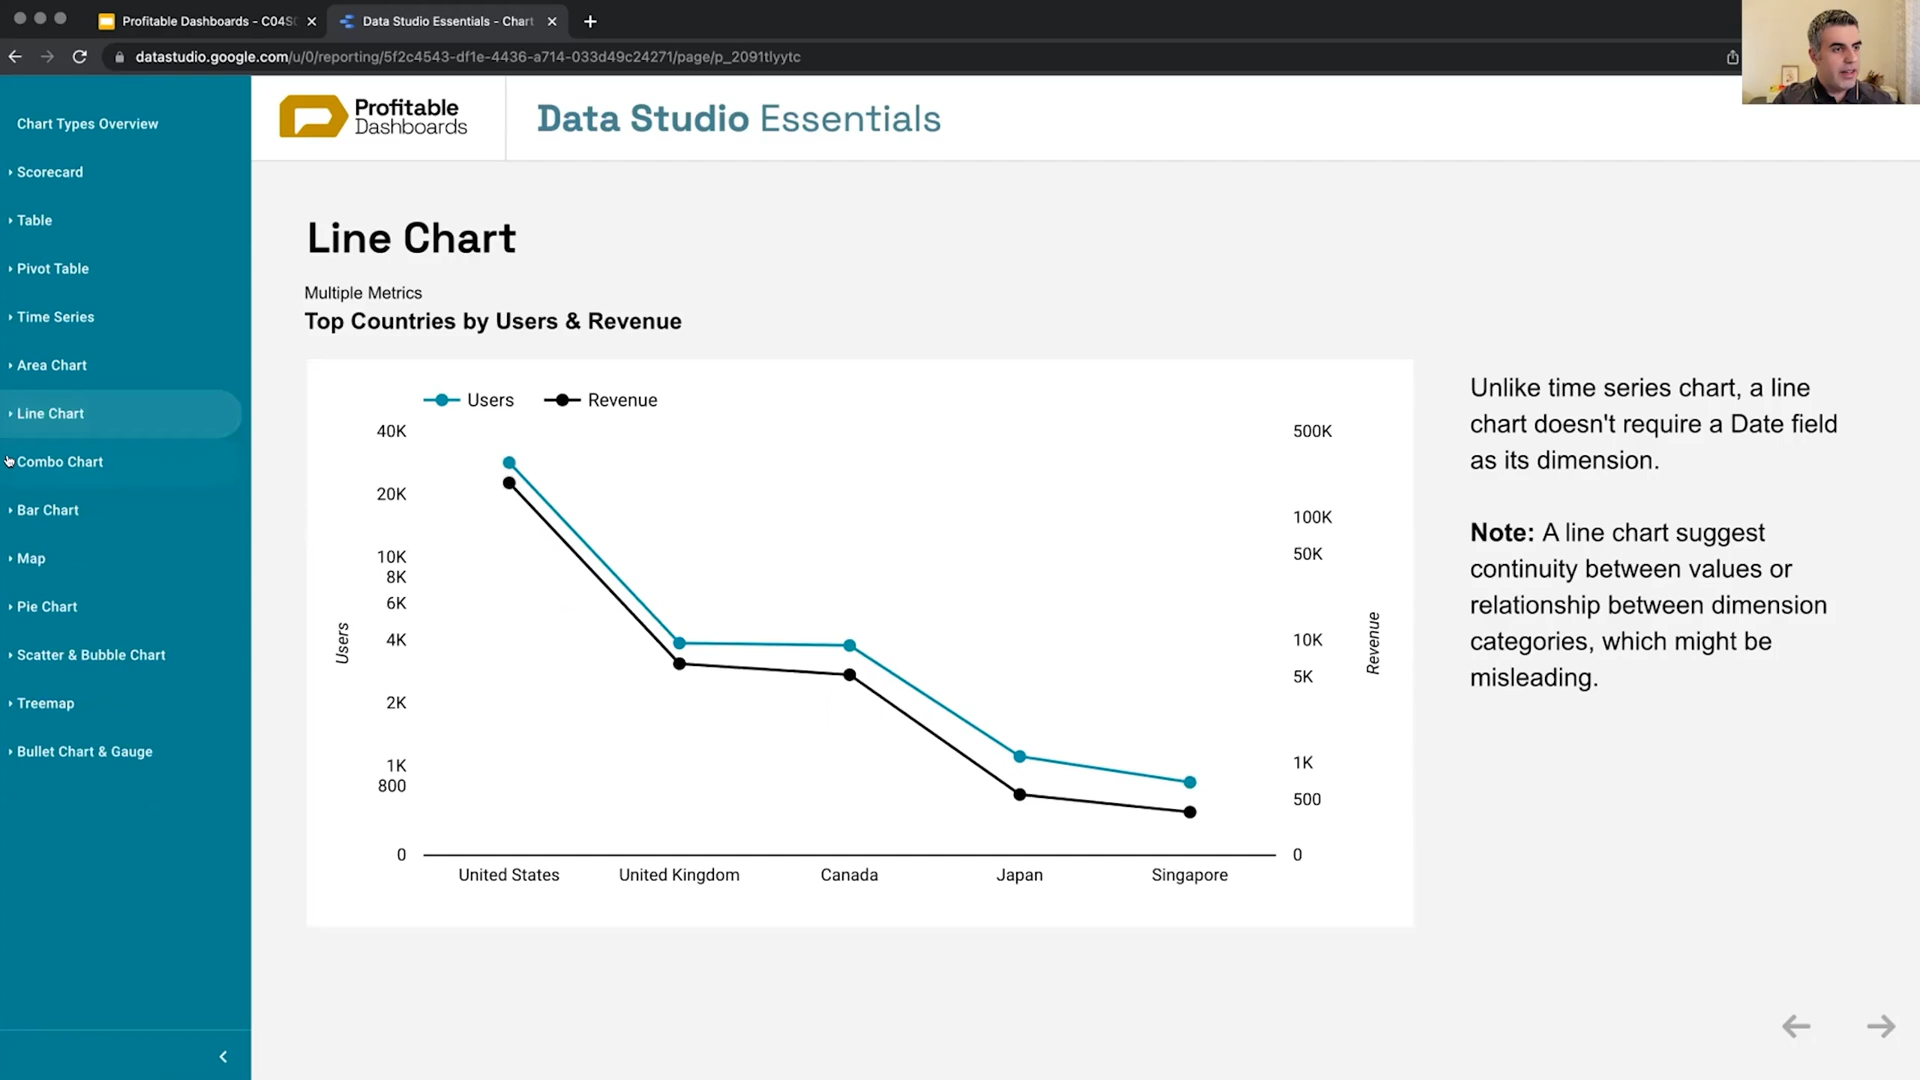 Profitable Dashboards - C04S
Data Studio Essentials - Chart
datastudio.google.com/u/0/reporting/5f2c4543-df1e-4436-a714-033d49c24271/page/p_2091tlyytc
Chart Types Overview
Scorecard
Table
Pivot Table
Time Series
Area Chart
Line Chart
Combo Chart
Bar Chart
Map
Pie Chart
Scatter & Bubble Chart
Treemap
Bullet Chart & Gauge
Profitable
Dashboards
Data Studio Essentials
Line Chart
Multiple Metrics
Top Countries by Users & Revenue
Users
Revenue
40K
20K
10K
8K
6K
4K
2K
1K
800
0
Users
500K
100K
50K
10K
5K
1K
500
0
Revenue
United States
United Kingdom
Canada
Japan
Singapore
Unlike time series chart, a line
chart doesn't require a Date field
as its dimension.
Note: A line chart suggest
continuity between values or
relationship between dimension
categories, which might be
misleading.